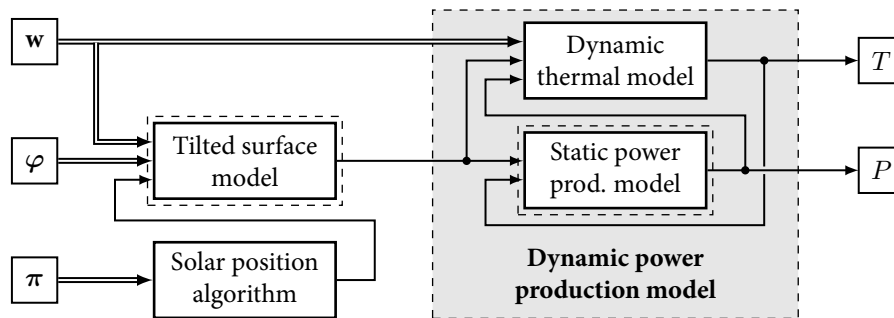 w
Dynamic
thermal model
T
φ
Tilted surface
model
Static power
prod. model
P
π
Solar position
algorithm
Dynamic power
production model